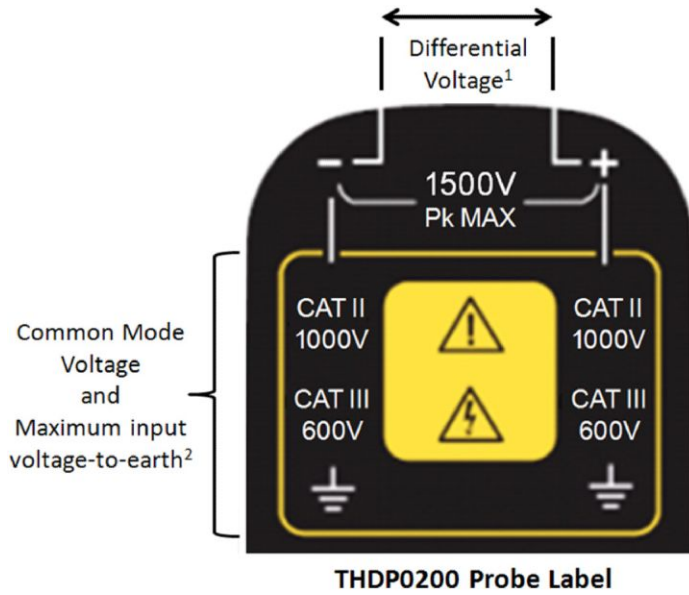 Differential
Voltage¹
- +
1500V
Pk MAX
Common Mode
Voltage
and
Maximum input
voltage-to-earth²
CAT II
1000V
CAT III
600V
CAT II
1000V
CAT III
600V
THDP0200 Probe Label